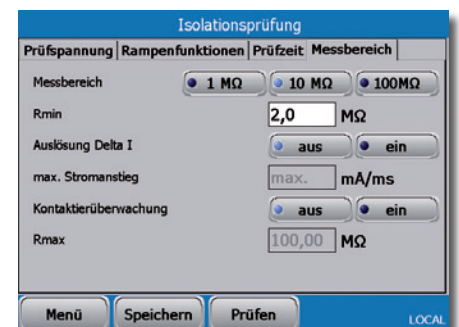 Isolationsprüfung
Prüfspannung Rampenfunktionen Prüfzeit Messbereich
Messbereich 1 MΩ 10 MΩ 100MΩ
Rmin 2,0 MΩ
Auslösung Delta I aus ein
max. Stromanstieg max. mA/ms
Kontaktierüberwachung aus ein
Rmax 100,00 MΩ
Menü Speichern Prüfen LOCAL